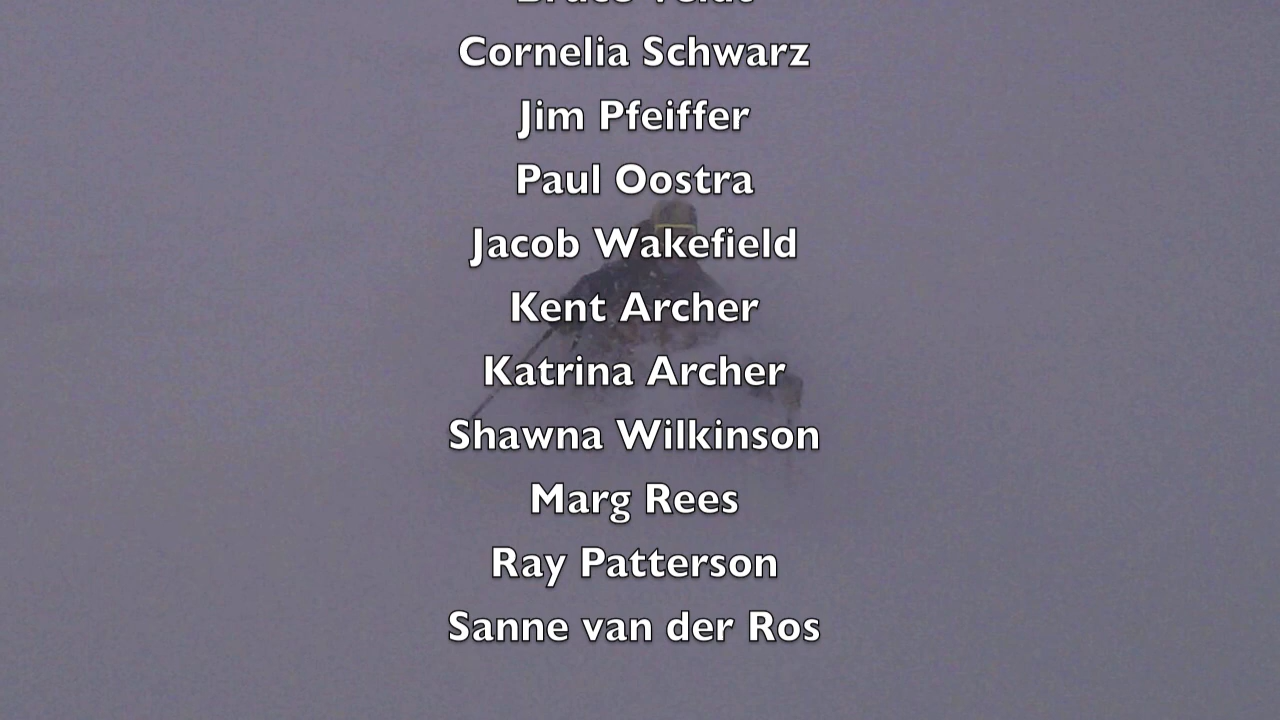 Cornelia Schwarz
Jim Pfeiffer
Paul Oostra
Jacob Wakefield
Kent Archer
Katrina Archer
Shawna Wilkinson
Marg Rees
Ray Patterson
Sanne van der Ros